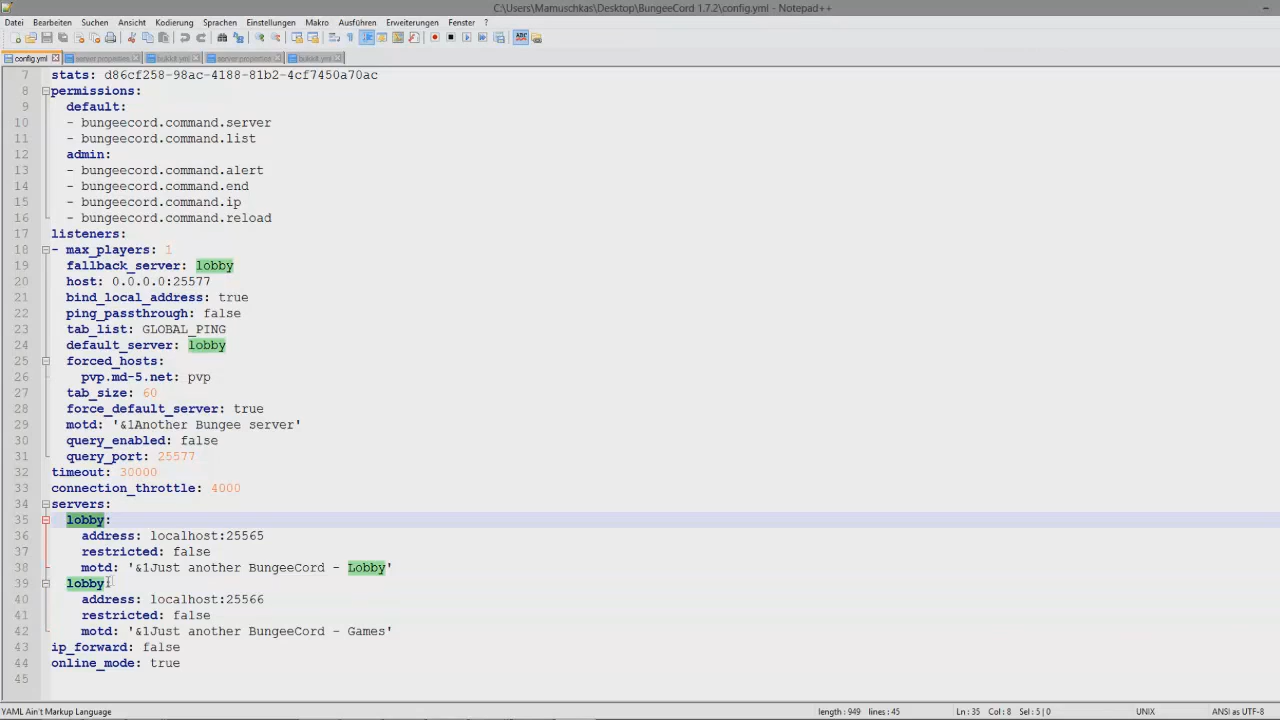 C:\Users\Mamuschkas\Desktop\BungeeCord 1.7.2\config.yml - Notepad++
Datei Bearbeiten Suchen Ansicht Kodierung Sprachen Einstellungen Makro Ausführen Erweiterungen Fenster ?
config.yml server.properties bukkit.yml server.properties bukkit.yml
7 stats: d86cf258-98ac-4188-81b2-4cf7450a70ac
8 permissions:
9 default:
10 - bungeecord.command.server
11 - bungeecord.command.list
12 admin:
13 - bungeecord.command.alert
14 - bungeecord.command.end
15 - bungeecord.command.ip
16 - bungeecord.command.reload
17 listeners:
18 - max_players: 1
19 fallback_server: lobby
20 host: 0.0.0.0:25577
21 bind_local_address: true
22 ping_passthrough: false
23 tab_list: GLOBAL_PING
24 default_server: lobby
25 forced_hosts:
26 pvp.md-5.net: pvp
27 tab_size: 60
28 force_default_server: true
29 motd: '&1Another Bungee server'
30 query_enabled: false
31 query_port: 25577
32 timeout: 30000
33 connection_throttle: 4000
34 servers:
35 lobby:
36 address: localhost:25565
37 restricted: false
38 motd: '&1Just another BungeeCord - Lobby'
39 lobby:
40 address: localhost:25566
41 restricted: false
42 motd: '&1Just another BungeeCord - Games'
43 ip_forward: false
44 online_mode: true
45
YAML Ain't Markup Language length : 949 lines : 45 Ln : 35 Col : 8 Sel : 5 | 0 UNIX ANSI as UTF-8